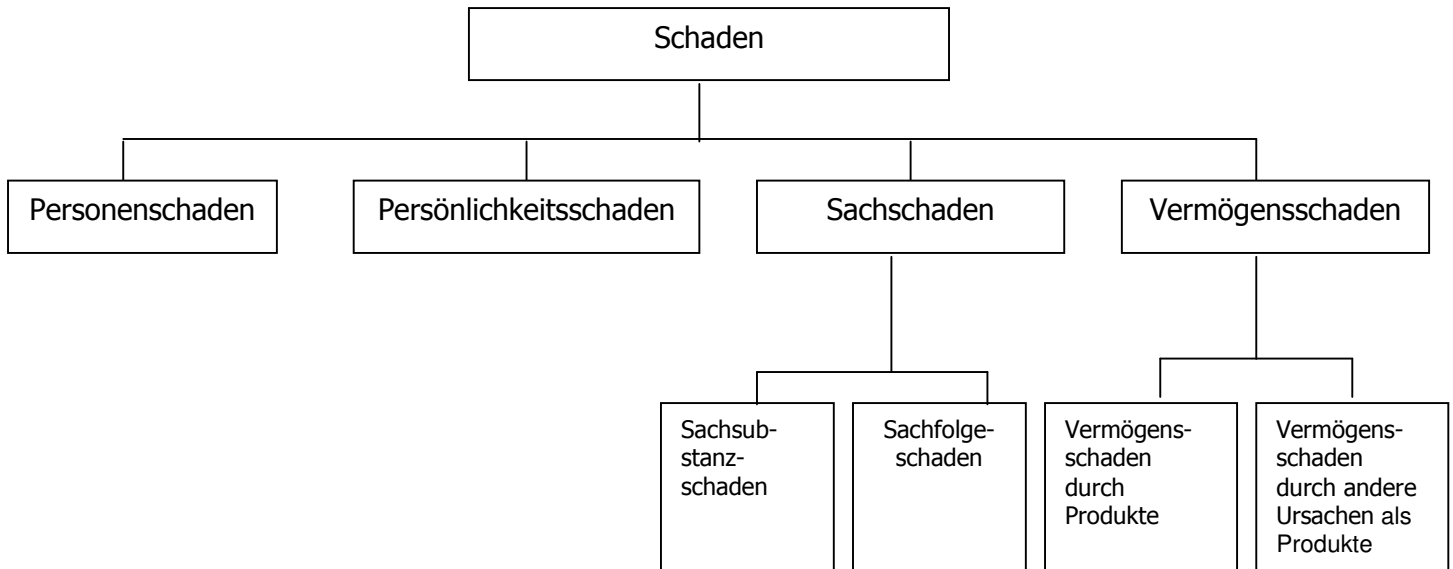 Schaden
Personenschaden
Persönlichkeitsschaden
Sachschaden
Vermögensschaden
Sachsub-
stanz-
schaden
Sachfolge-
schaden
Vermögens-
schaden
durch
Produkte
Vermögens-
schaden
durch andere
Ursachen als
Produkte